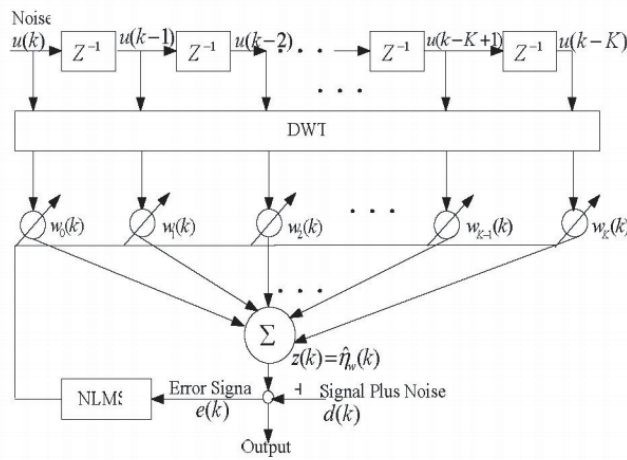 Noise
u(k) Z⁻¹ u(k-1) Z⁻¹ u(k-2) . . . Z⁻¹ u(k-K+1) Z⁻¹ u(k-K)
. . .
DWT
w₀(k) w₁(k) w₂(k) . . . w_{K-1}(k) w_K(k)
. . .
Σ
z(k)=η̂_w(k)
NLMS Error Signa Signal Plus Noise
e(k) d(k)
Output